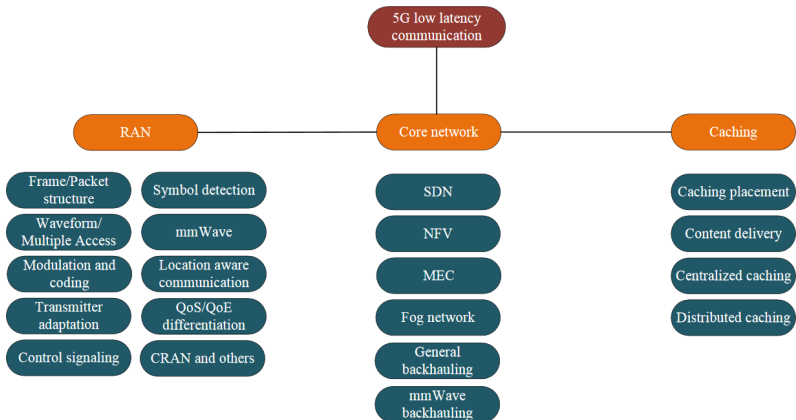 5G low latency
communication
RAN
Core network
Caching
Frame/Packet
structure
Symbol detection
Waveform/
Multiple Access
mmWave
Modulation and
coding
Location aware
communication
Transmitter
adaptation
QoS/QoE
differentiation
Control signaling
CRAN and others
SDN
NFV
MEC
Fog network
General
backhauling
mmWave
backhauling
Caching placement
Content delivery
Centralized caching
Distributed caching